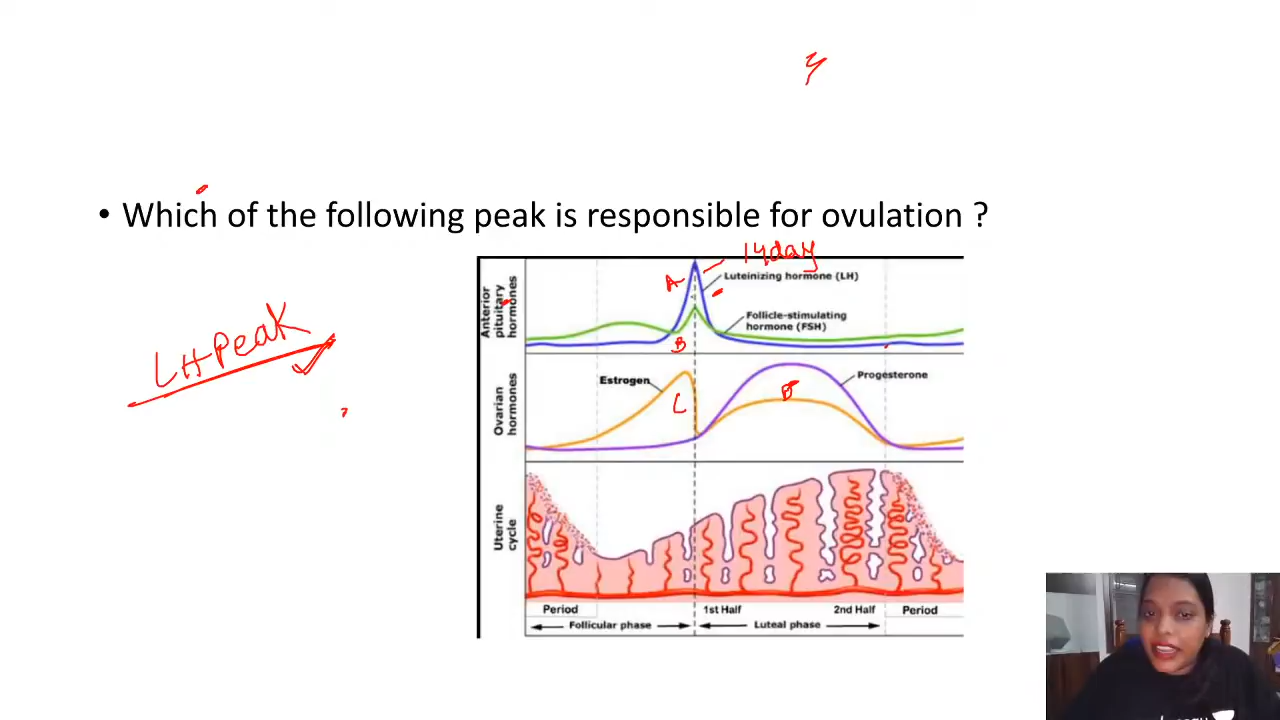 • Which of the following peak is responsible for ovulation ?
14day
A
Luteinizing hormone (LH)
Anterior
pituitary
hormones
Follicle-stimulating
hormone (FSH)
B
LH Peak
Estrogen
Progesterone
Ovarian
hormones
C
D
Uterine
cycle
Period
1st Half
2nd Half
Period
Follicular phase
Luteal phase